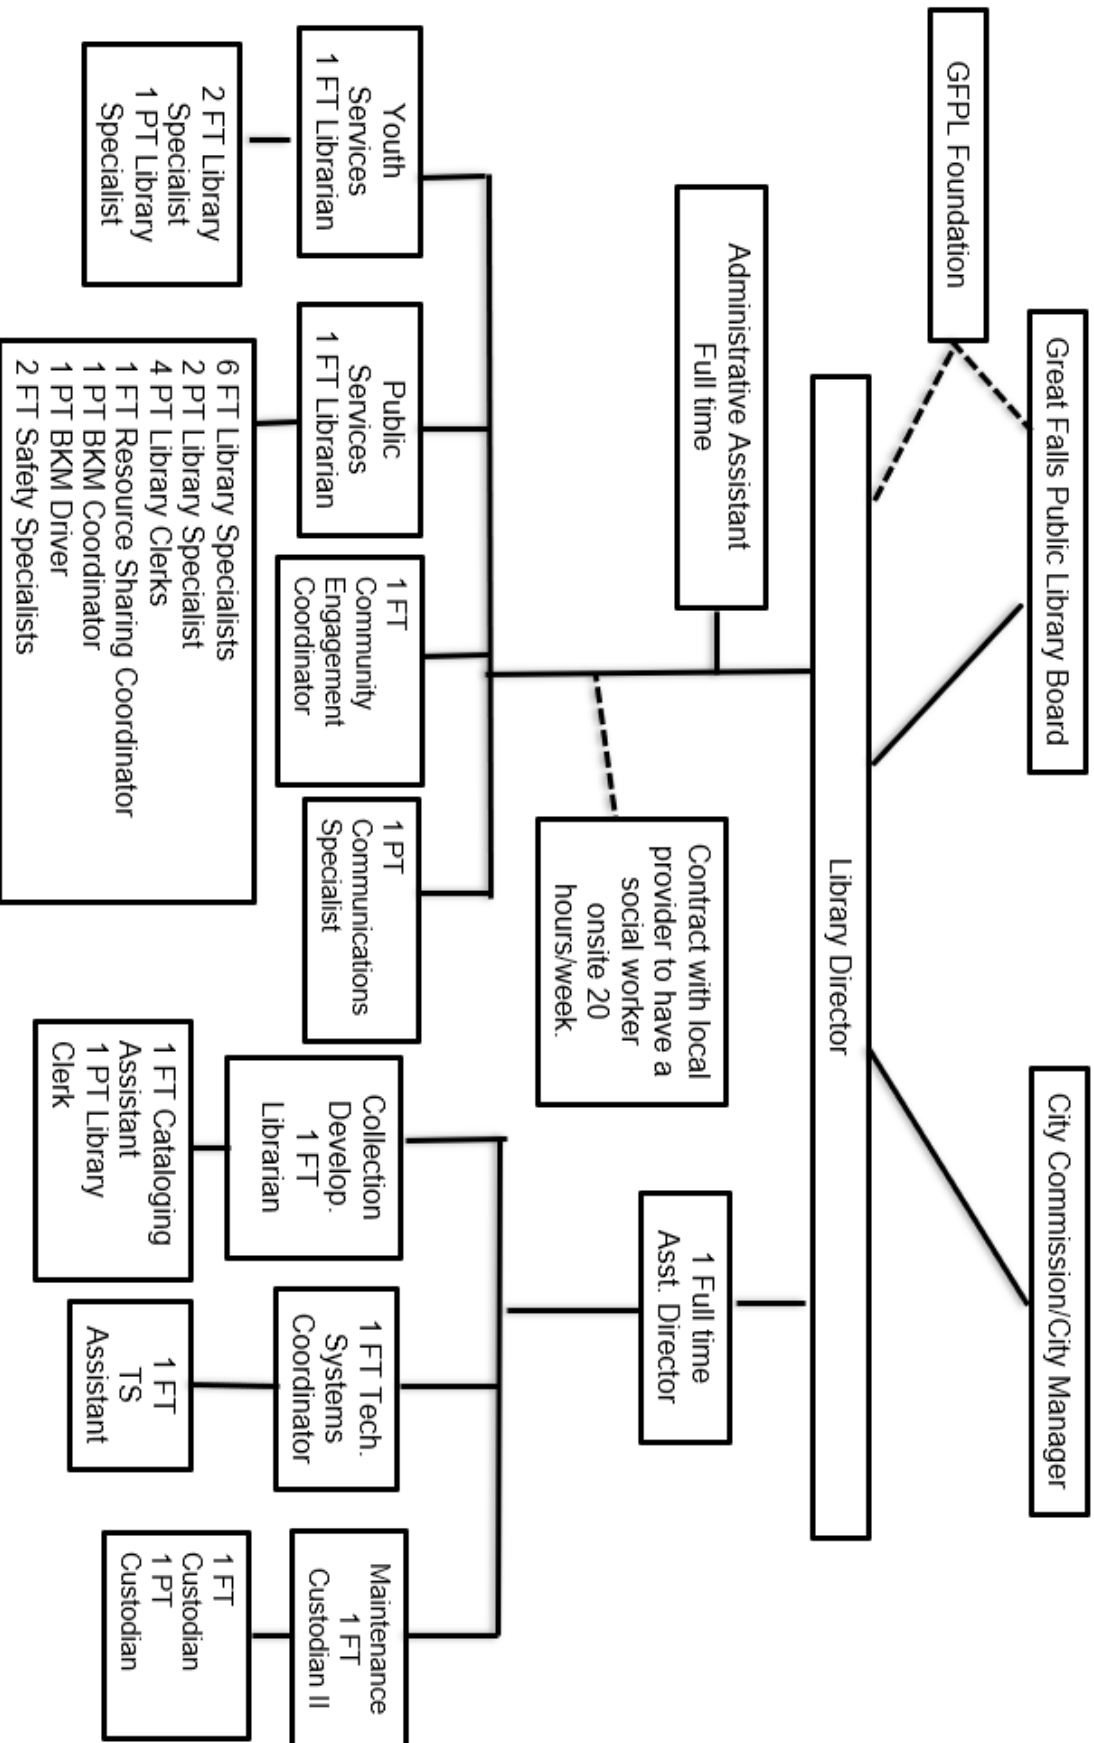 Great Falls Public Library Board
City Commission/City Manager
GFPL Foundation
Library Director
Administrative Assistant
Full time
Contract with local
provider to have a
social worker
onsite 20
hours/week.
1 Full time
Asst. Director
Youth
Services
1 FT Librarian
Public
Services
1 FT Librarian
1 FT
Community
Engagement
Coordinator
1 PT
Communications
Specialist
Collection
Develop.
1 FT
Librarian
1 FT Tech.
Systems
Coordinator
Maintenance
1 FT
Custodian II
2 FT Library
Specialist
1 PT Library
Specialist
6 FT Library Specialists
2 PT Library Specialist
4 PT Library Clerks
1 FT Resource Sharing Coordinator
1 PT BKM Coordinator
1 PT BKM Driver
2 FT Safety Specialists
1 FT Cataloging
Assistant
1 PT Library
Clerk
1 FT
TS
Assistant
1 FT
Custodian
1 PT
Custodian